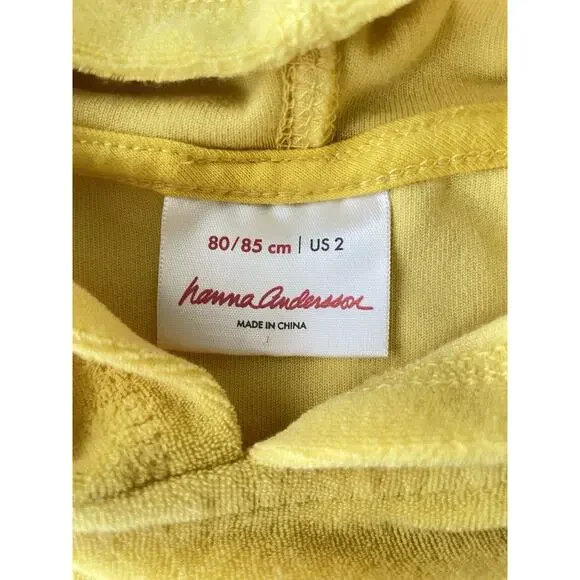 80/85 cm | US 2
hanna Andersson
MADE IN CHINA